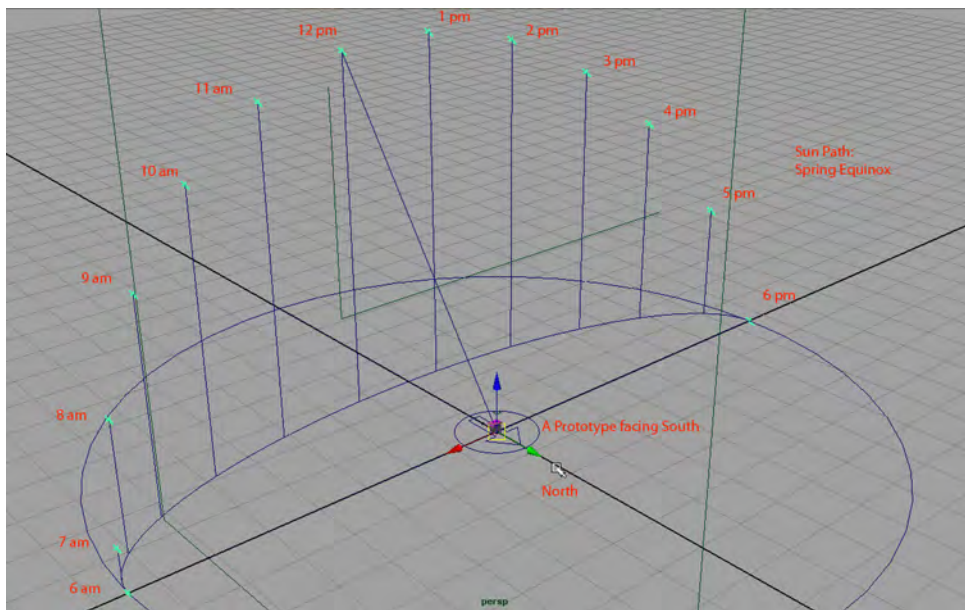 1 pm
12 pm
2 pm
3 pm
11 am
4 pm
Sun Path:
Spring Equinox
10 am
5 pm
9 am
6 pm
8 am
A Prototype facing South
North
7 am
6 am
persp